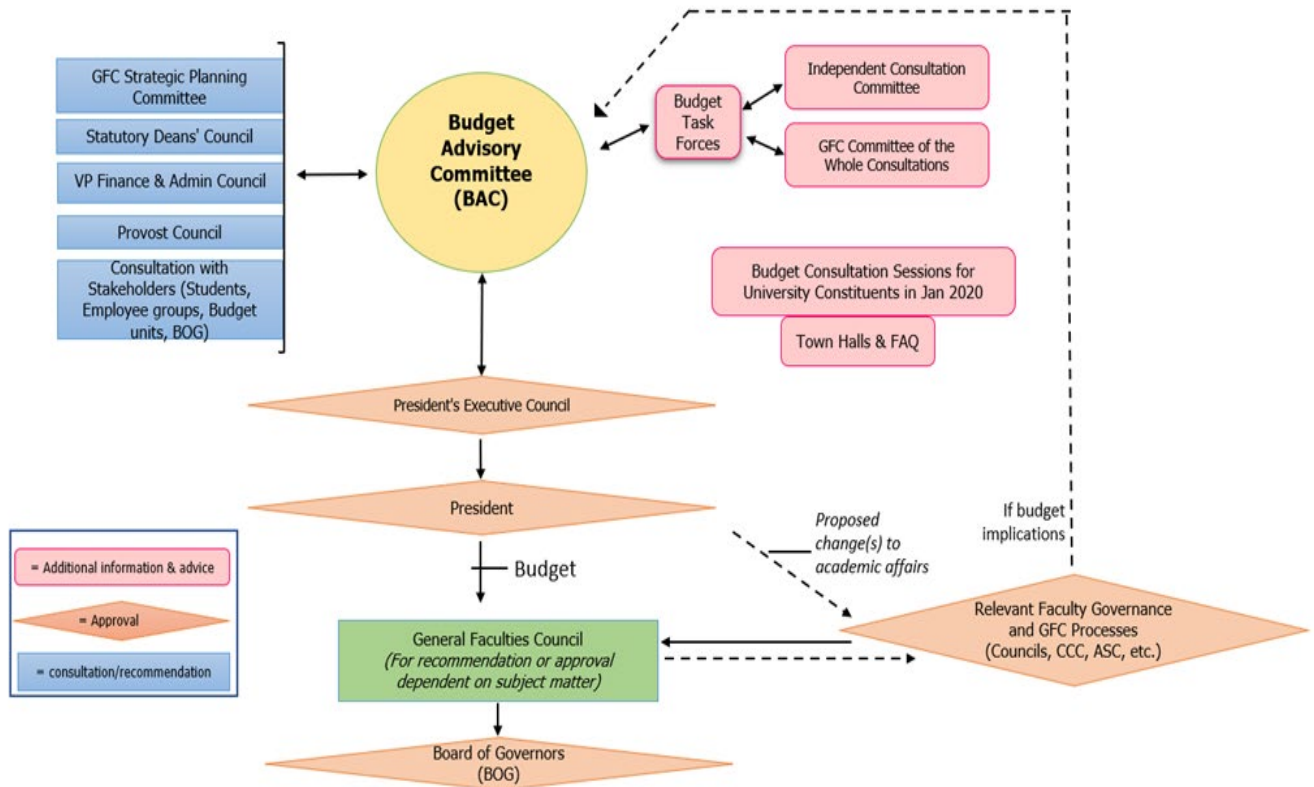 GFC Strategic Planning
Committee
Statutory Deans' Council
VP Finance & Admin Council
Provost Council
Consultation with
Stakeholders (Students,
Employee groups, Budget
units, BOG)
Budget
Advisory
Committee
(BAC)
Budget
Task
Forces
Independent Consultation
Committee
GFC Committee of the
Whole Consultations
Budget Consultation Sessions for
University Constituents in Jan 2020
Town Halls & FAQ
President's Executive Council
President
Budget
Proposed
change(s) to
academic affairs
If budget
implications
Relevant Faculty Governance
and GFC Processes
(Councils, CCC, ASC, etc.)
General Faculties Council
(For recommendation or approval
dependent on subject matter)
Board of Governors
(BOG)
= Additional information & advice
= Approval
= consultation/recommendation